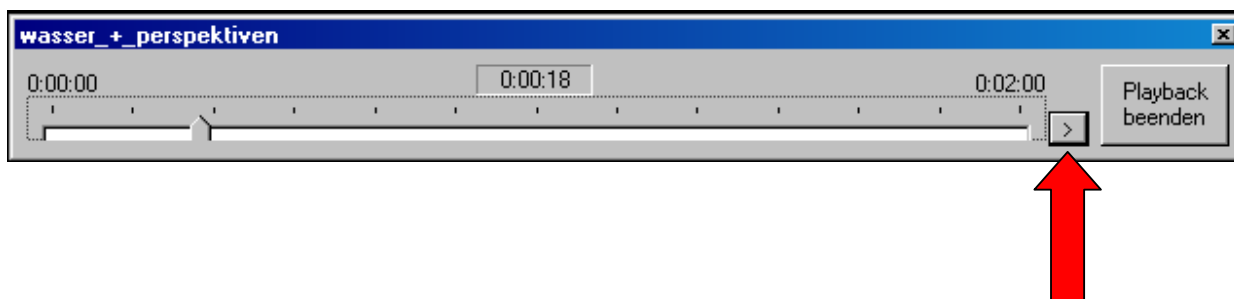 wasser_+_perspektiven
0:00:00
0:00:18
0:02:00
>
Playback
beenden